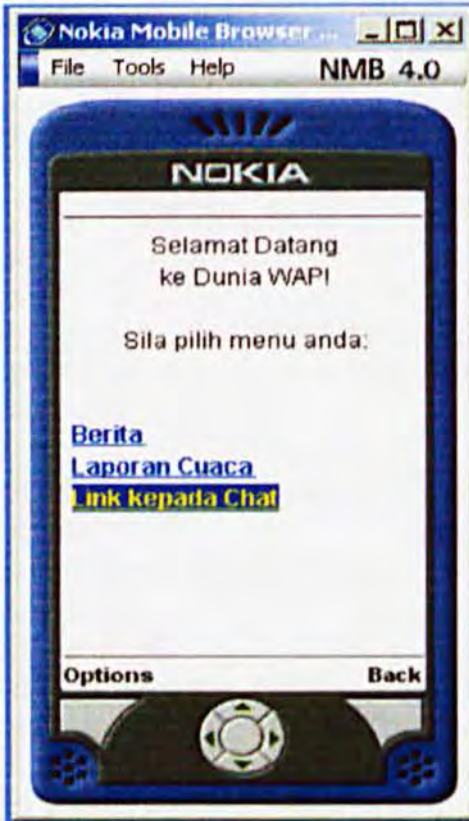 Nokia Mobile Browser ...
File Tools Help NMB 4.0
NOKIA
Selamat Datang
ke Dunia WAP!
Sila pilih menu anda:
Berita
Laporan Cuaca
Link kepada Chat
Options Back